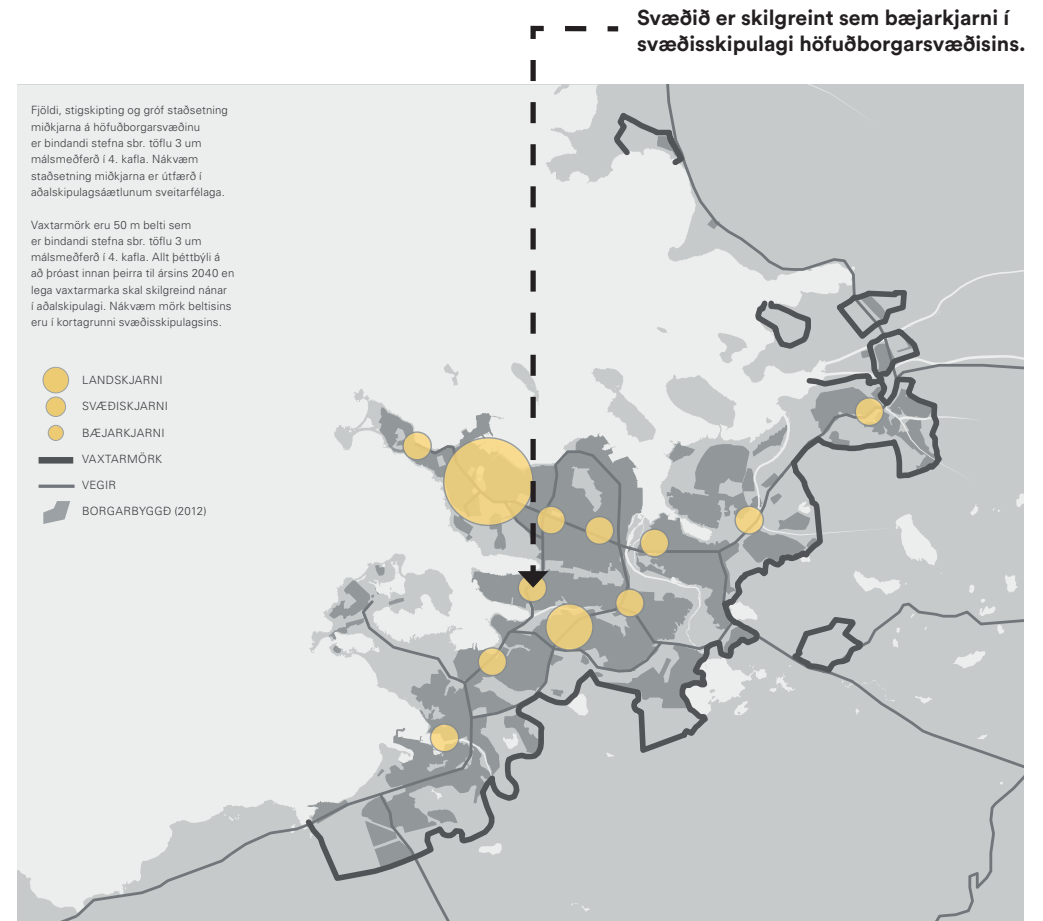 Svæðið er skilgreint sem bæjarkjarni í
svæðisskipulagi höfuðborgarsvæðisins.
Fjöldi, stigskipting og gróf staðsetning
miðkjarna á höfuðborgarsvæðinu
er bindandi stefna sbr. töflu 3 um
málsmeðferð í 4. kafla. Nákvæm
staðsetning miðkjarna er útfærð í
aðalskipulagsáætlunum sveitarfélaga.
Vaxtarmörk eru 50 m belti sem
er bindandi stefna sbr. töflu 3 um
málsmeðferð í 4. kafla. Allt þéttbýli á
að þróast innan þeirra til ársins 2040 en
lega vaxtarmarka skal skilgreind nánar
í aðalskipulagi. Nákvæm mörk beltisins
eru í kortagrunni svæðisskipulagsins.
LANDSKJARNI
SVÆÐISKJARNI
BÆJARKJARNI
VAXTARMÖRK
VEGIR
BORGARBYGGÐ (2012)